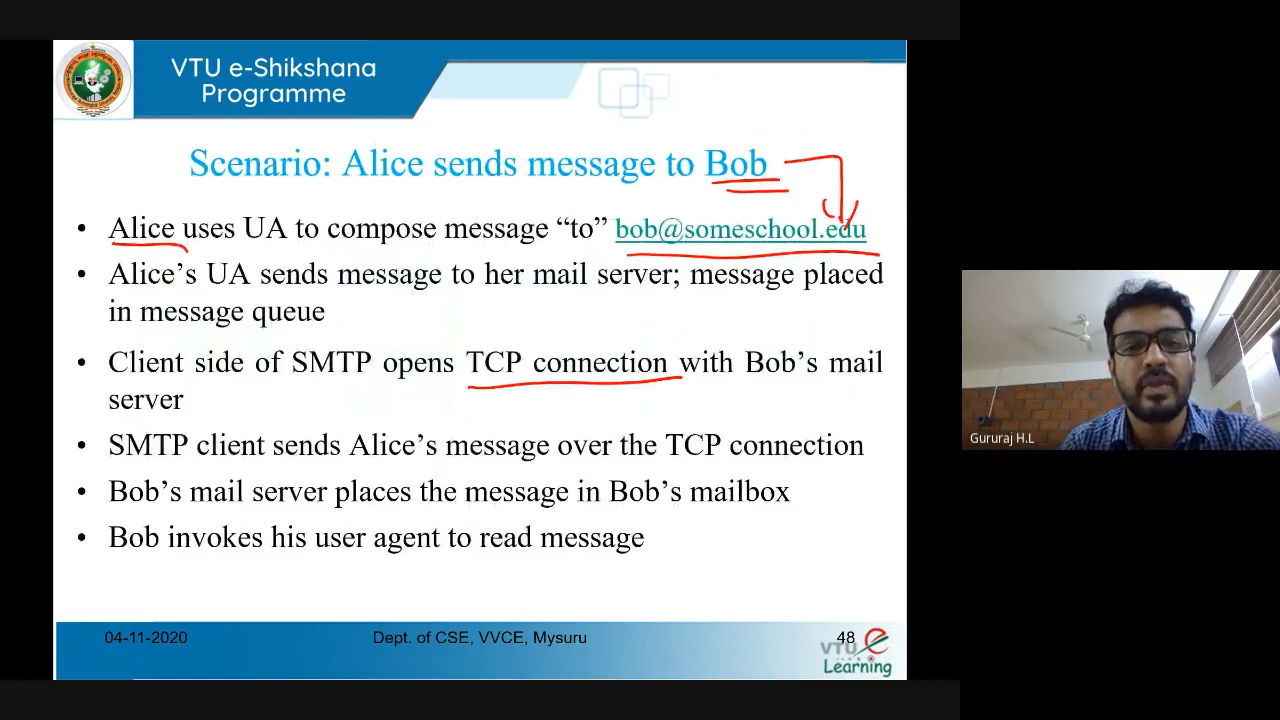 VTU e-Shikshana
Programme
Scenario: Alice sends message to Bob
• Alice uses UA to compose message “to” bob@someschool.edu
• Alice’s UA sends message to her mail server; message placed
in message queue
• Client side of SMTP opens TCP connection with Bob’s mail
server
• SMTP client sends Alice’s message over the TCP connection
• Bob’s mail server places the message in Bob’s mailbox
• Bob invokes his user agent to read message
04-11-2020 Dept. of CSE, VVCE, Mysuru 48
VTU
Learning
Gururaj H.L